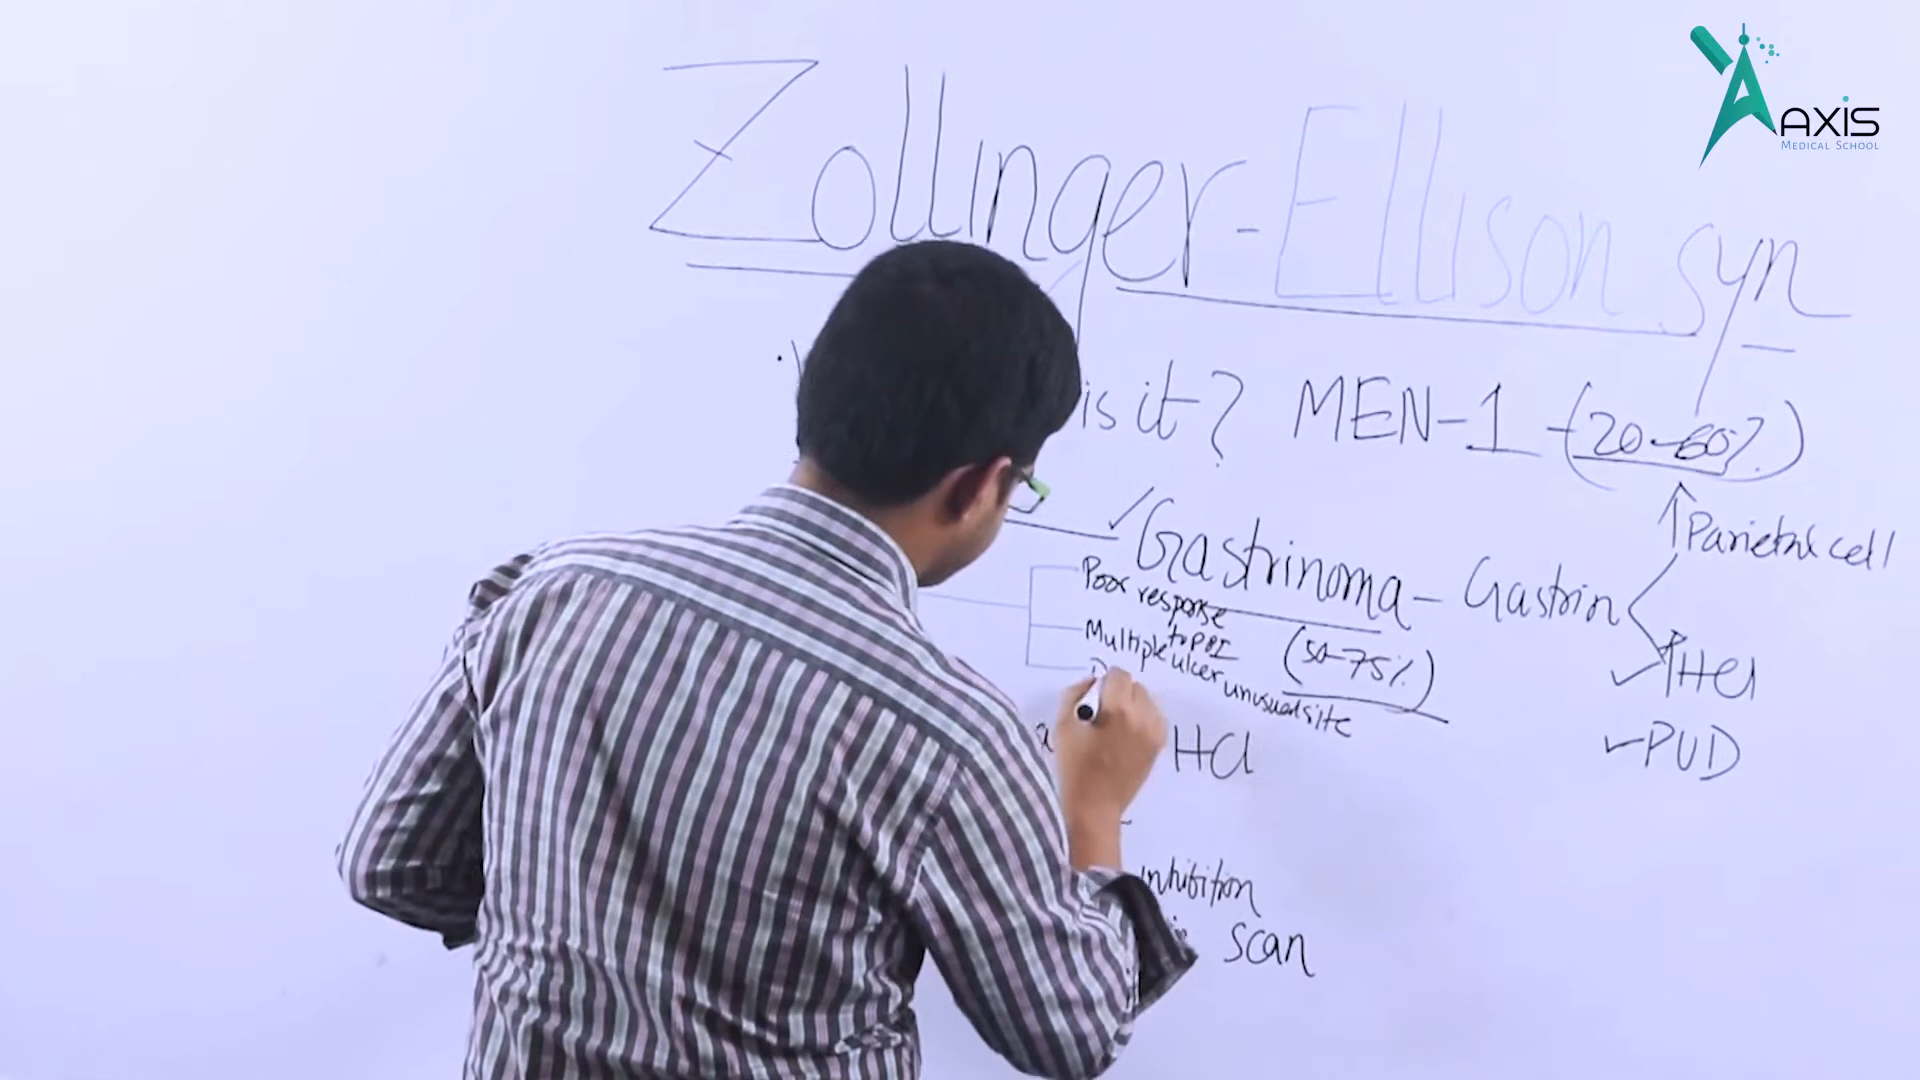 AXIS
MEDICAL SCHOOL
Zollinger-Ellison syn
is it? MEN-1 - (20-60%)
↑ Parietal cell
✓ Gastrinoma - Gastrin
Poor response
to PPI
(50-75%)
Multiple ulcer unusual site
✓ ↑HCl
HCl
✓ PUD
inhibition
scan